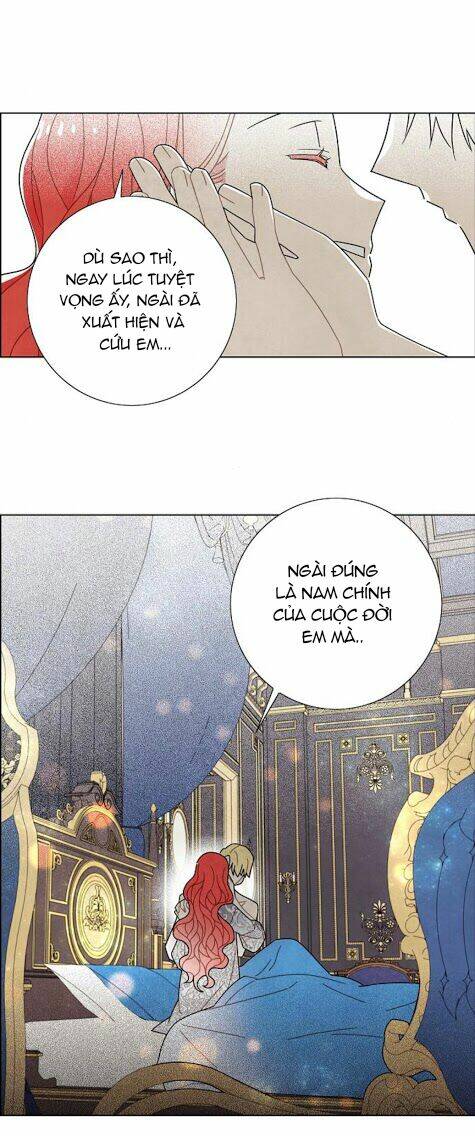 DÙ SAO THÌ,
NGAY LÚC TUYỆT
VỌNG ẤY, NGÀI ĐÃ
XUẤT HIỆN VÀ
CỨU EM...
NGÀI ĐÚNG
LÀ NAM CHÍNH
CỦA CUỘC ĐỜI
EM MÀ..